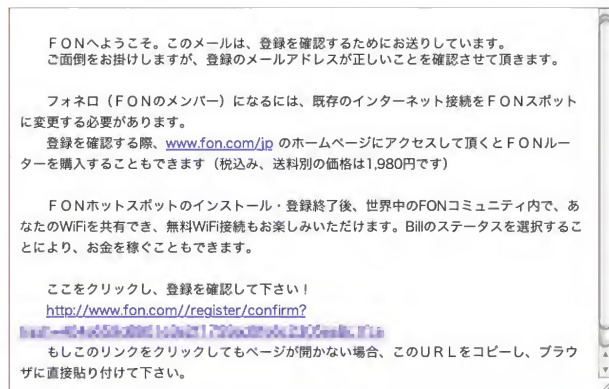 FONへようこそ。このメールは、登録を確認するためにお送りしています。
ご面倒をお掛けしますが、登録のメールアドレスが正しいことを確認させて頂きます。
フォネロ(FONのメンバー)になるには、既存のインターネット接続をFONスポット
に変更する必要があります。
登録を確認する際、www.fon.com/jp のホームページにアクセスして頂くとFONルー
ターを購入することもできます(税込み、送料別の価格は1,980円です)
FONホットスポットのインストール・登録終了後、世界中のFONコミュニティ内で、あ
なたのWiFiを共有でき、無料WiFi接続もお楽しみいただけます。Billのステータスを選択するこ
とにより、お金を稼ぐこともできます。
ここをクリックし、登録を確認して下さい!
http://www.fon.com//register/confirm?
もしこのリンクをクリックしてもページが開かない場合、このURLをコピーし、ブラウ
ザに直接貼り付けて下さい。